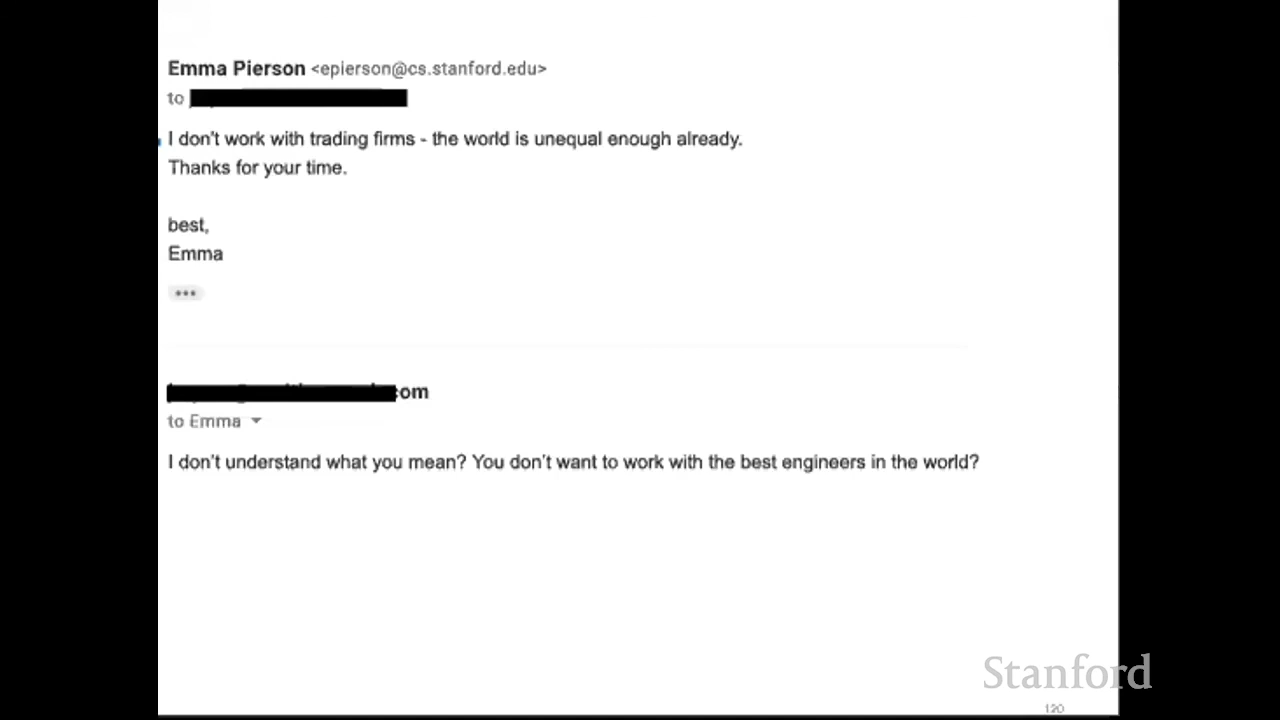 Emma Pierson <epierson@cs.stanford.edu>
to
I don't work with trading firms - the world is unequal enough already.
Thanks for your time.
best,
Emma
•••
com
to Emma
I don't understand what you mean? You don't want to work with the best engineers in the world?
Stanford
120